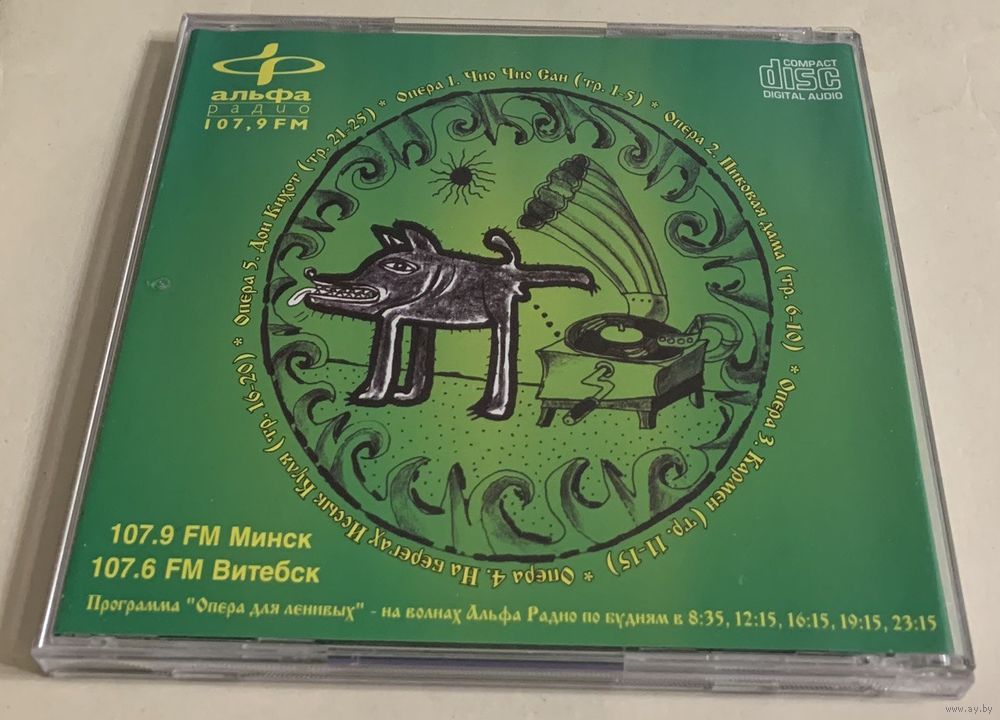 альфа
радио
107,9 FM
COMPACT
disc
DIGITAL AUDIO
* Опера 1. Чио Чио Сан (тр. 1-5)
* Опера 2. Пиковая дама (тр. 6-10)
* Опера 3. Кармен (тр. 11-15)
* Опера 4. На берегах Иссык Куля (тр. 16-20)
* Опера 5. Дон Кихот (тр. 21-25)
107.9 FM Минск
107.6 FM Витебск
Программа "Опера для ленивых" - на волнах Альфа Радио по будням в 8:35, 12:15, 16:15, 19:15, 23:15
www.ay.by